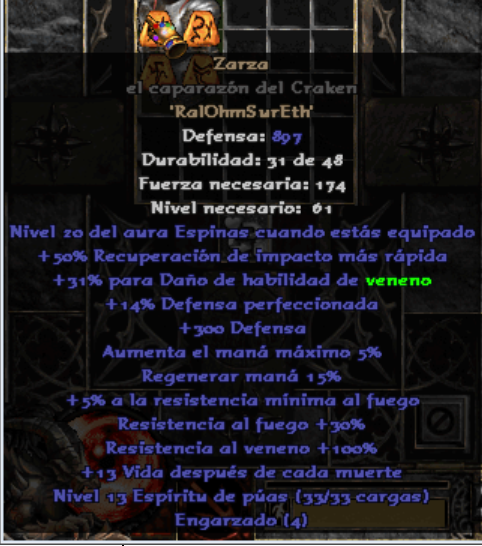 Zarza
el caparazón del Craken
'RalOhmSurEth'
Defensa: 897
Durabilidad: 31 de 48
Fuerza necesaria: 174
Nivel necesario: 61
Nivel 20 del aura Espinas cuando estás equipado
+50% Recuperación de impacto más rápida
+31% para Daño de habilidad de veneno
+14% Defensa perfeccionada
+300 Defensa
Aumenta el maná máximo 5%
Regenerar maná 15%
+5% a la resistencia mínima al fuego
Resistencia al fuego +30%
Resistencia al veneno +100%
+13 Vida después de cada muerte
Nivel 13 Espíritu de púas (33/33 cargas)
Engarzado (4)